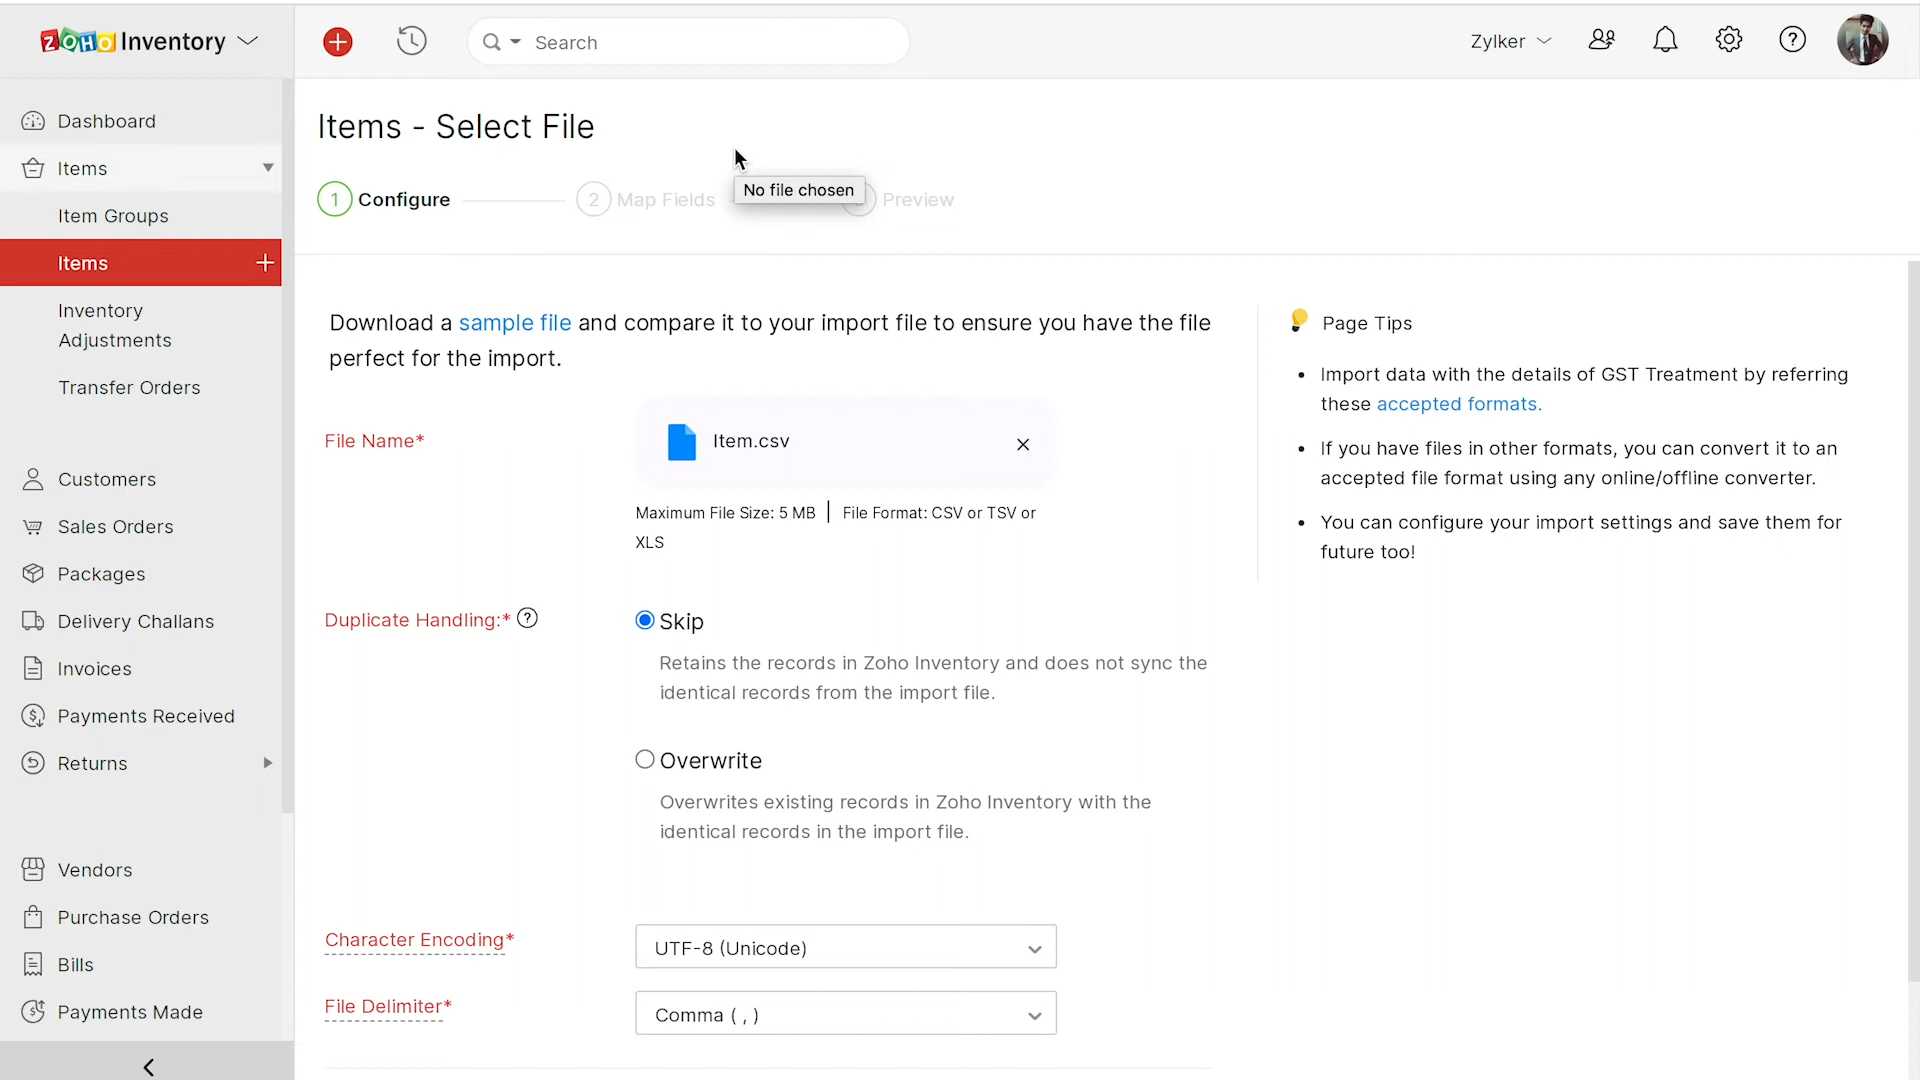 ZOHO Inventory
Search
Zylker
Dashboard
Items
Item Groups
Items
Inventory
Adjustments
Transfer Orders
Customers
Sales Orders
Packages
Delivery Challans
Invoices
Payments Received
Returns
Vendors
Purchase Orders
Bills
Payments Made
Items - Select File
1 Configure
2 Map Fields
No file chosen
Preview
Download a sample file and compare it to your import file to ensure you have the file
perfect for the import.
File Name*
Item.csv
Maximum File Size: 5 MB | File Format: CSV or TSV or
XLS
Duplicate Handling:*
Skip
Retains the records in Zoho Inventory and does not sync the
identical records from the import file.
Overwrite
Overwrites existing records in Zoho Inventory with the
identical records in the import file.
Character Encoding*
UTF-8 (Unicode)
File Delimiter*
Comma ( , )
Page Tips
• Import data with the details of GST Treatment by referring
these accepted formats.
• If you have files in other formats, you can convert it to an
accepted file format using any online/offline converter.
• You can configure your import settings and save them for
future too!